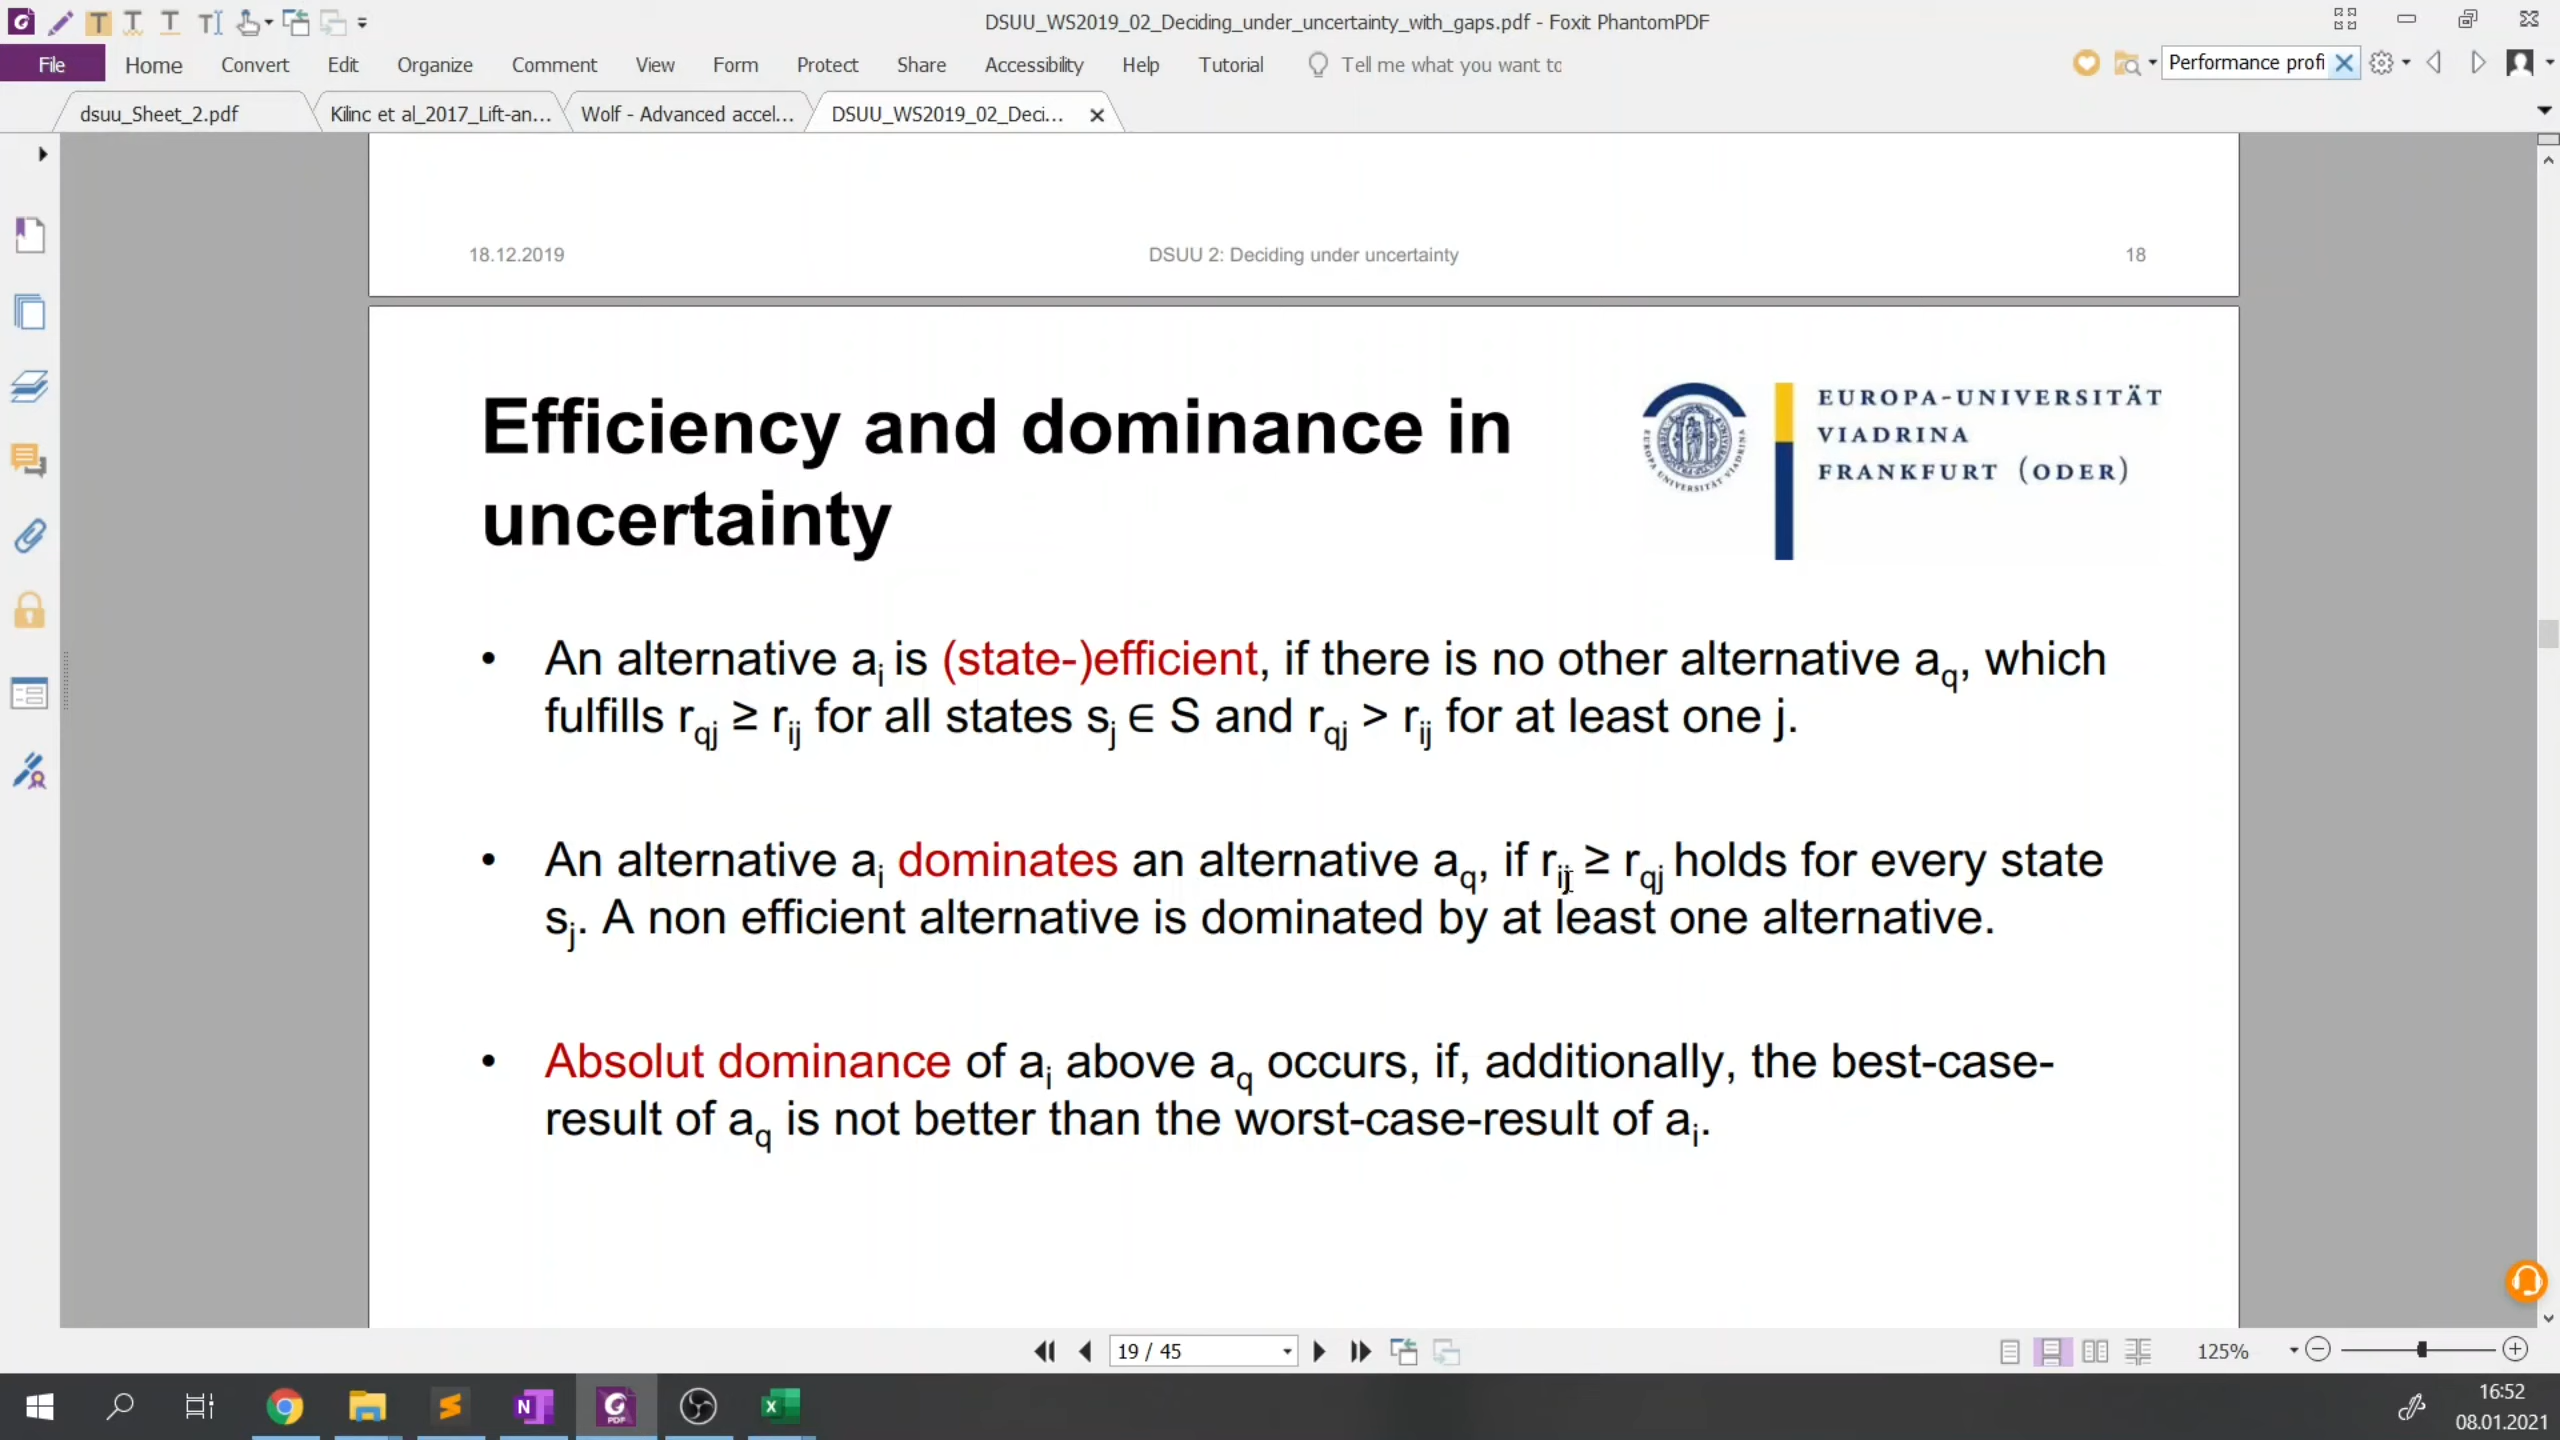 DSUU_WS2019_02_Deciding_under_uncertainty_with_gaps.pdf - Foxit PhantomPDF
File Home Convert Edit Organize Comment View Form Protect Share Accessibility Help Tutorial Tell me what you want to
Performance profi
dsuu_Sheet_2.pdf Kilinc et al_2017_Lift-an... Wolf - Advanced accel... DSUU_WS2019_02_Deci...
18.12.2019 DSUU 2: Deciding under uncertainty 18
Efficiency and dominance in
uncertainty
EUROPA-UNIVERSITÄT
VIADRINA
FRANKFURT (ODER)
• An alternative ai is (state-)efficient, if there is no other alternative aq, which
fulfills rqj ≥ rij for all states sj ∈ S and rqj > rij for at least one j.
• An alternative ai dominates an alternative aq, if rij ≥ rqj holds for every state
sj. A non efficient alternative is dominated by at least one alternative.
• Absolut dominance of ai above aq occurs, if, additionally, the best-case-
result of aq is not better than the worst-case-result of ai.
19 / 45
125%
16:52
08.01.2021